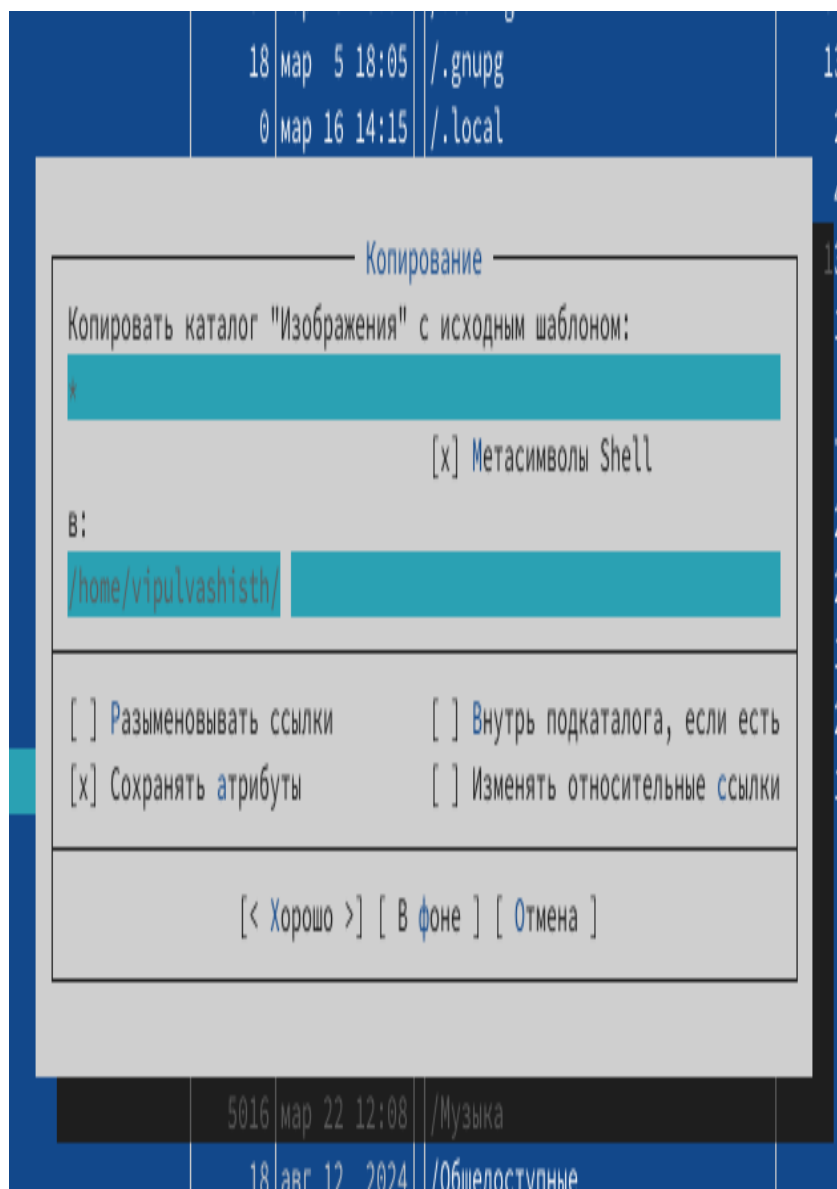 18 мар 5 18:05 /.gnupg
0 мар 16 14:15 /.local
Копирование
Копировать каталог "Изображения" с исходным шаблоном:
*
[x] Метасимволы Shell
в:
/home/vipulvashisth/
[ ] Разыменовывать ссылки [ ] Внутрь подкаталога, если есть
[x] Сохранять атрибуты [ ] Изменять относительные ссылки
[< Хорошо >] [ В фоне ] [ Отмена ]
5016 мар 22 12:08 /Музыка
18 авг 12 2024 /Общедоступные